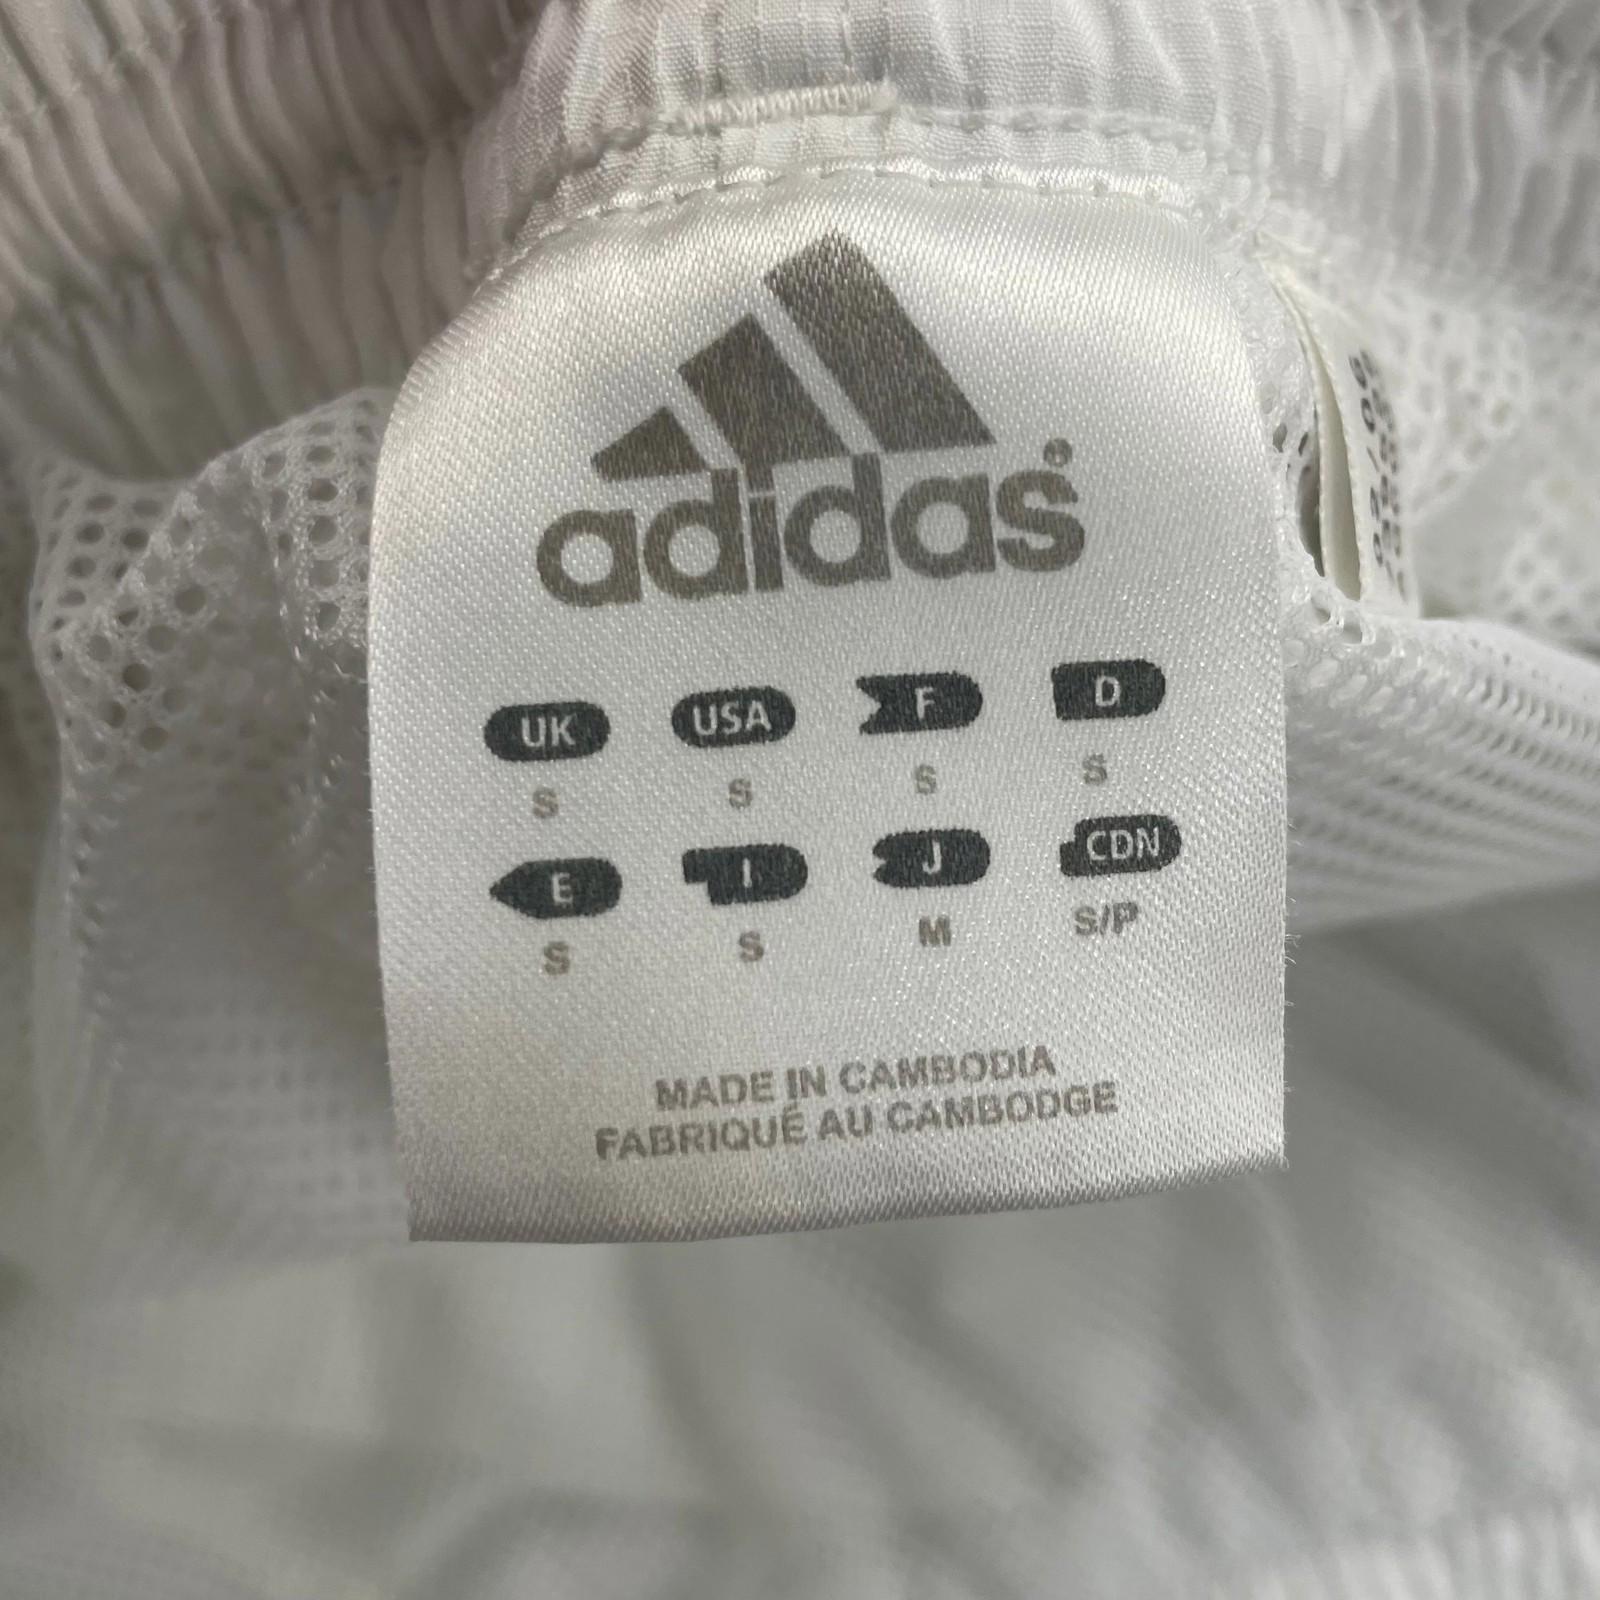 adidas®
UK USA F D
S S S S
E I J CDN
S S M S/P
MADE IN CAMBODIA
FABRIQUÉ AU CAMBODGE